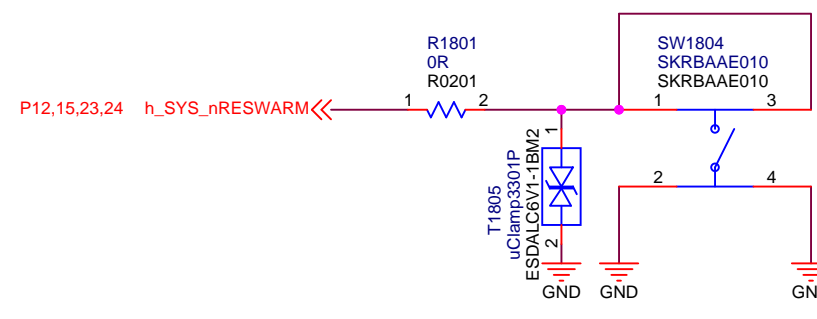 R1801
0R
R0201
SW1804
SKRBAAE010
SKRBAAE010
P12,15,23,24 h_SYS_nRESWARM
1
2
1
3
1
2
T1805
uClamp3301P
ESDALC6V1-1BM2
2
4
GND
GND
GN